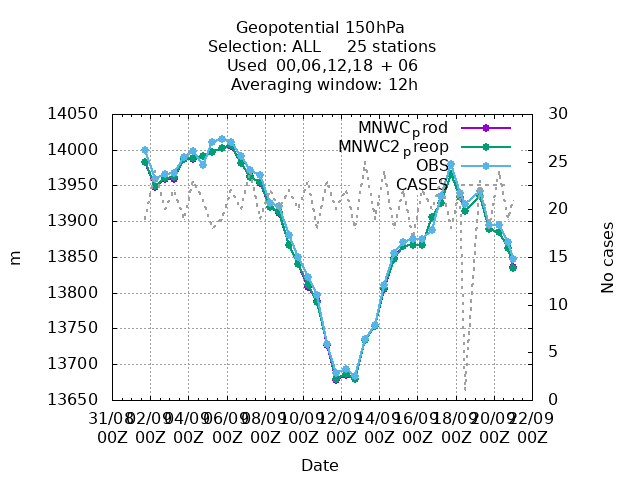 Geopotential 150hPa
Selection: ALL 25 stations
Used 00,06,12,18 + 06
Averaging window: 12h
14050
14000
13950
13900
13850
13800
13750
13700
13650
m
30
25
20
15
10
5
0
No cases
MNWCprod
MNWC2preop
OBS
CASES
31/08 02/09 04/09 06/09 08/09 10/09 12/09 14/09 16/09 18/09 20/09 22/09
00Z 00Z 00Z 00Z 00Z 00Z 00Z 00Z 00Z 00Z 00Z 00Z
Date